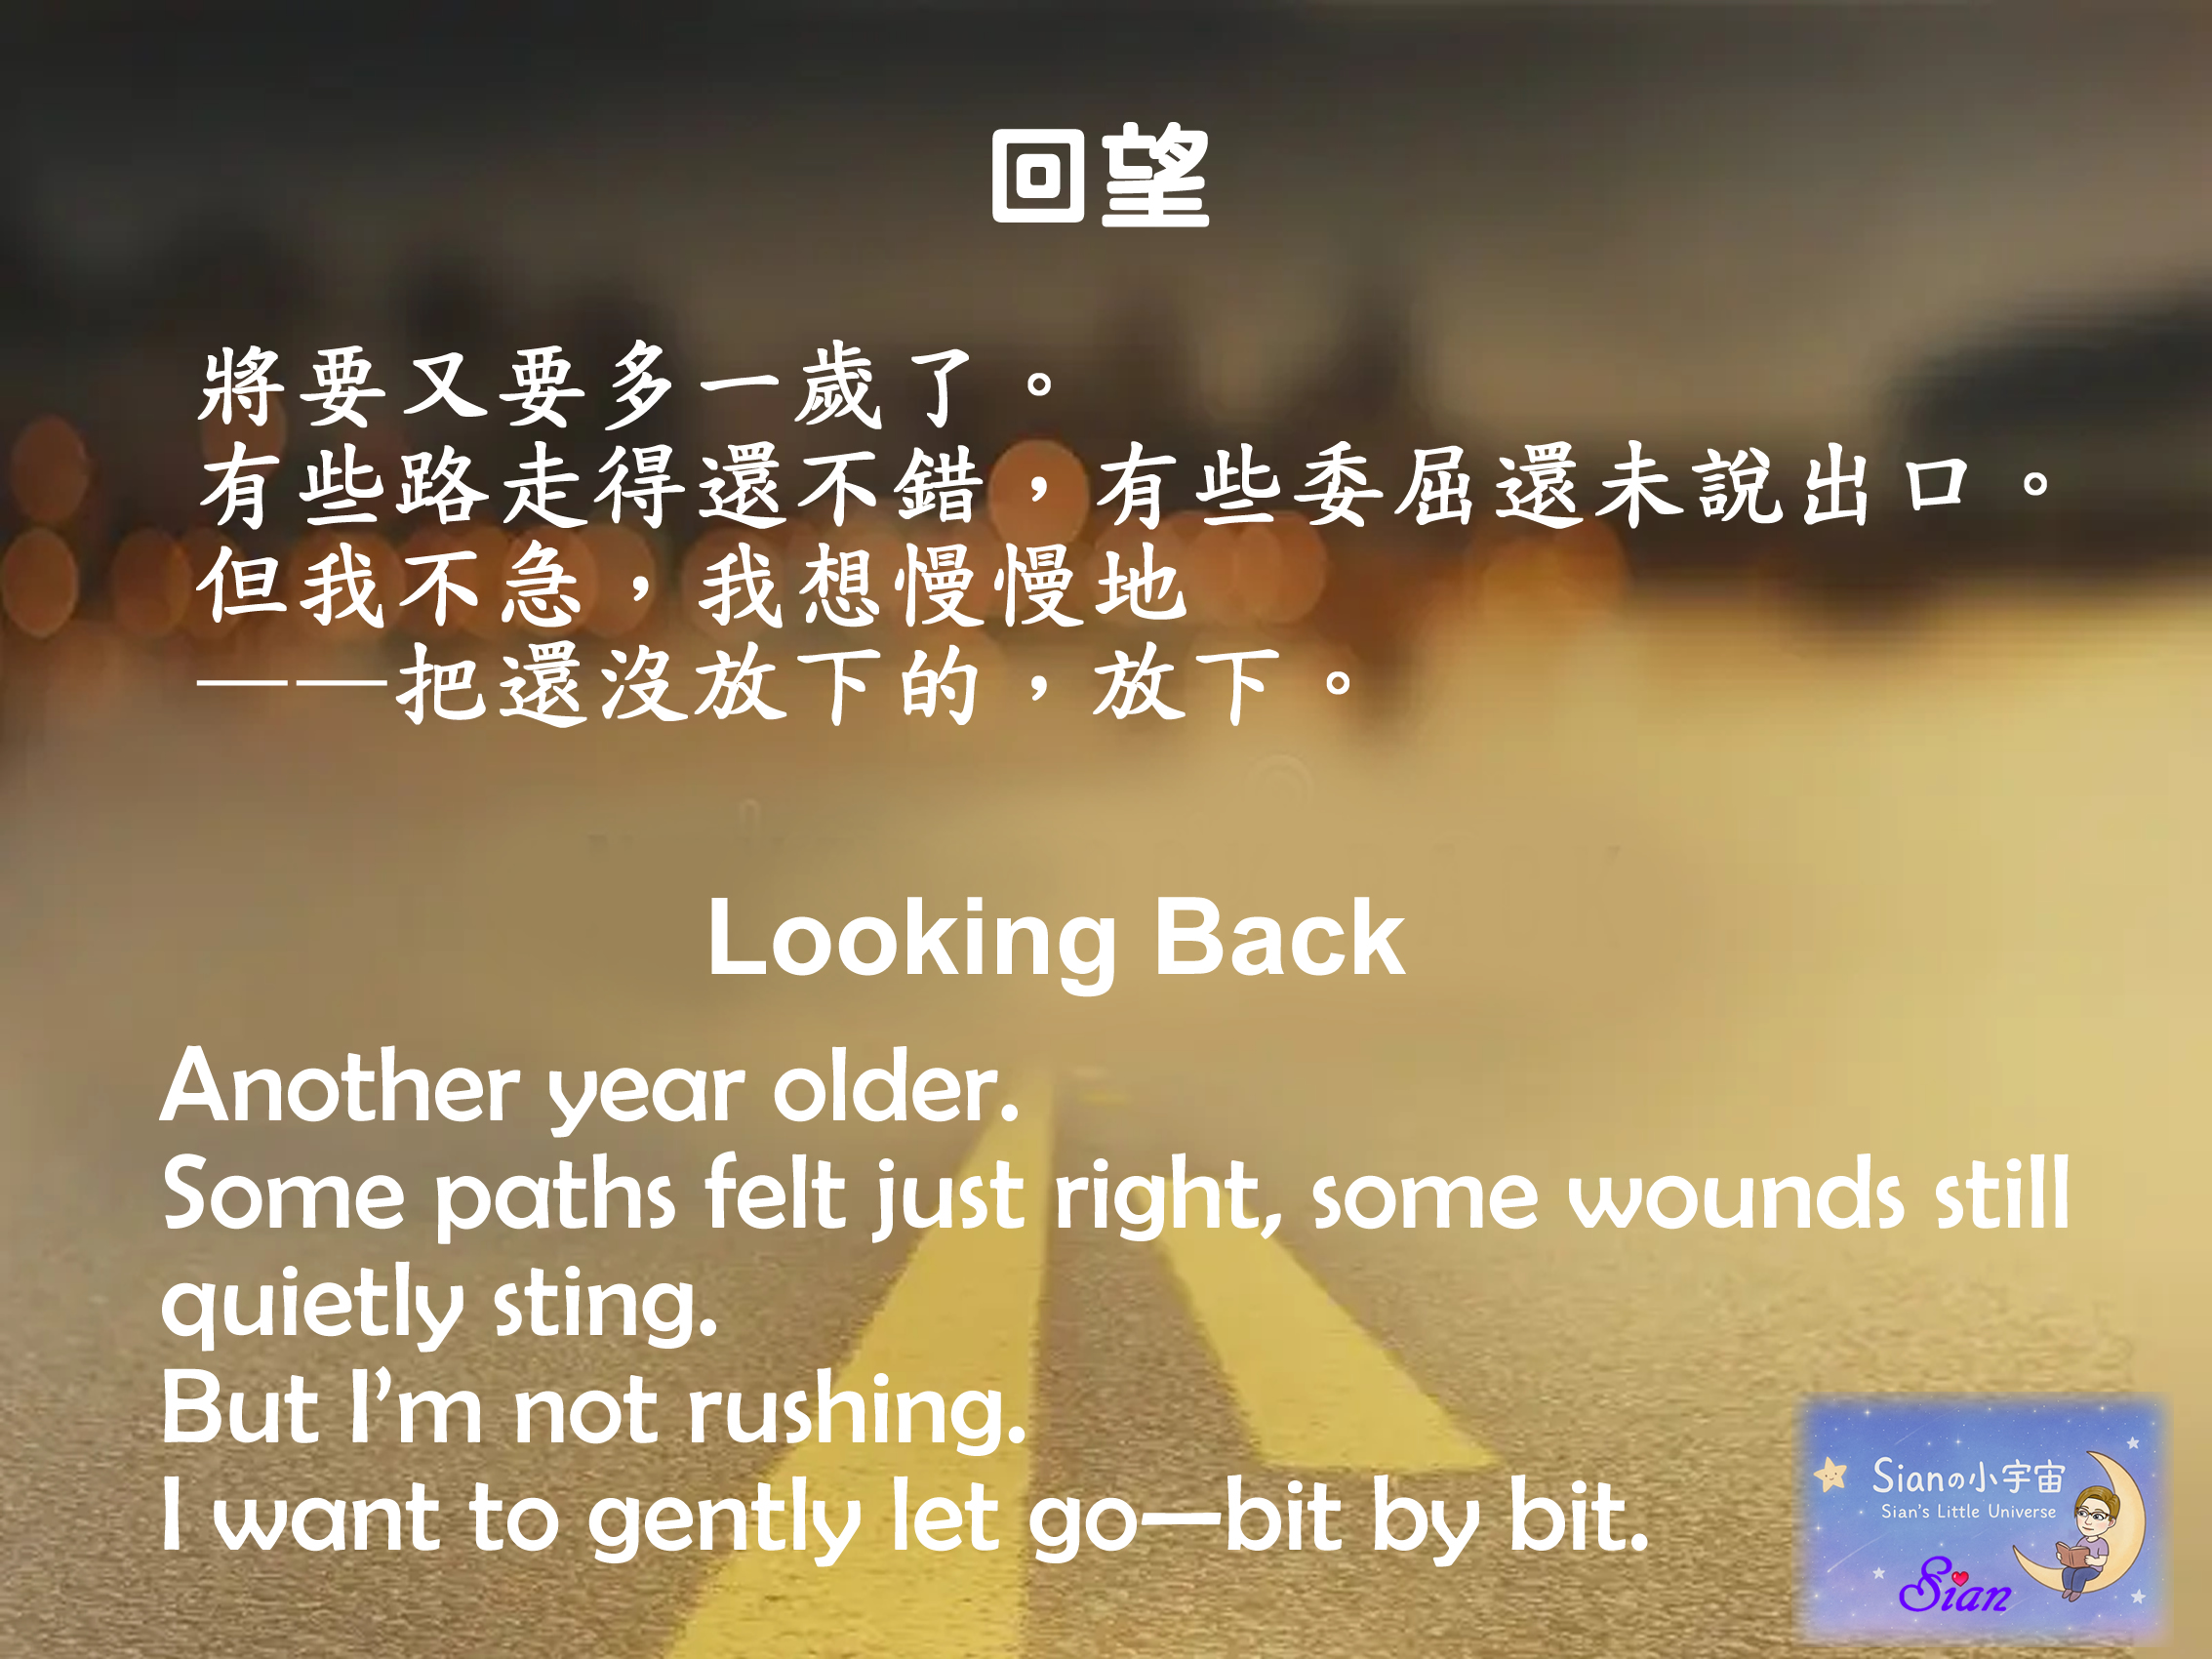 回望
將要又要多一歲了。
有些路走得還不錯，有些委屈還未說出口。
但我不急，我想慢慢地
——把還沒放下的，放下。
Looking Back
Another year older.
Some paths felt just right, some wounds still
quietly sting.
But I’m not rushing.
I want to gently let go—bit by bit.
Sianの小宇宙
Sian's Little Universe
Sian